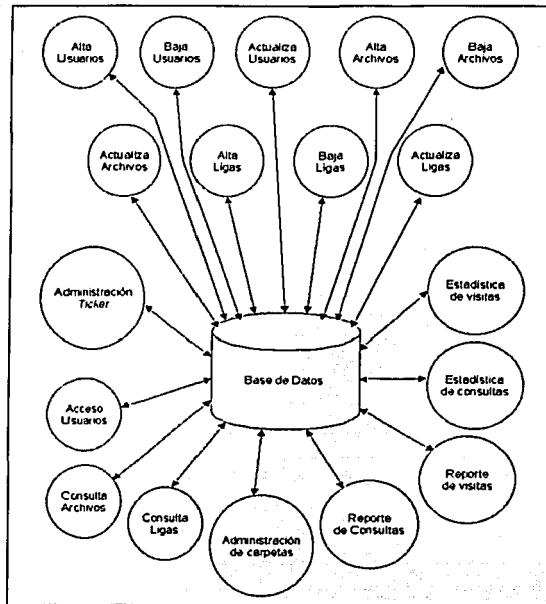 Alta
Usuarios
Baja
Usuarios
Actualiza
Usuarios
Alta
Archivos
Baja
Archivos
Actualiza
Archivos
Alta
Ligas
Baja
Ligas
Actualiza
Ligas
Administración
Ticker
Estadística
de visitas
Base de Datos
Estadística
de consultas
Acceso
Usuarios
Reporte
de visitas
Consulta
Archivos
Consulta
Ligas
Administración
de carpetas
Reporte
de Consultas